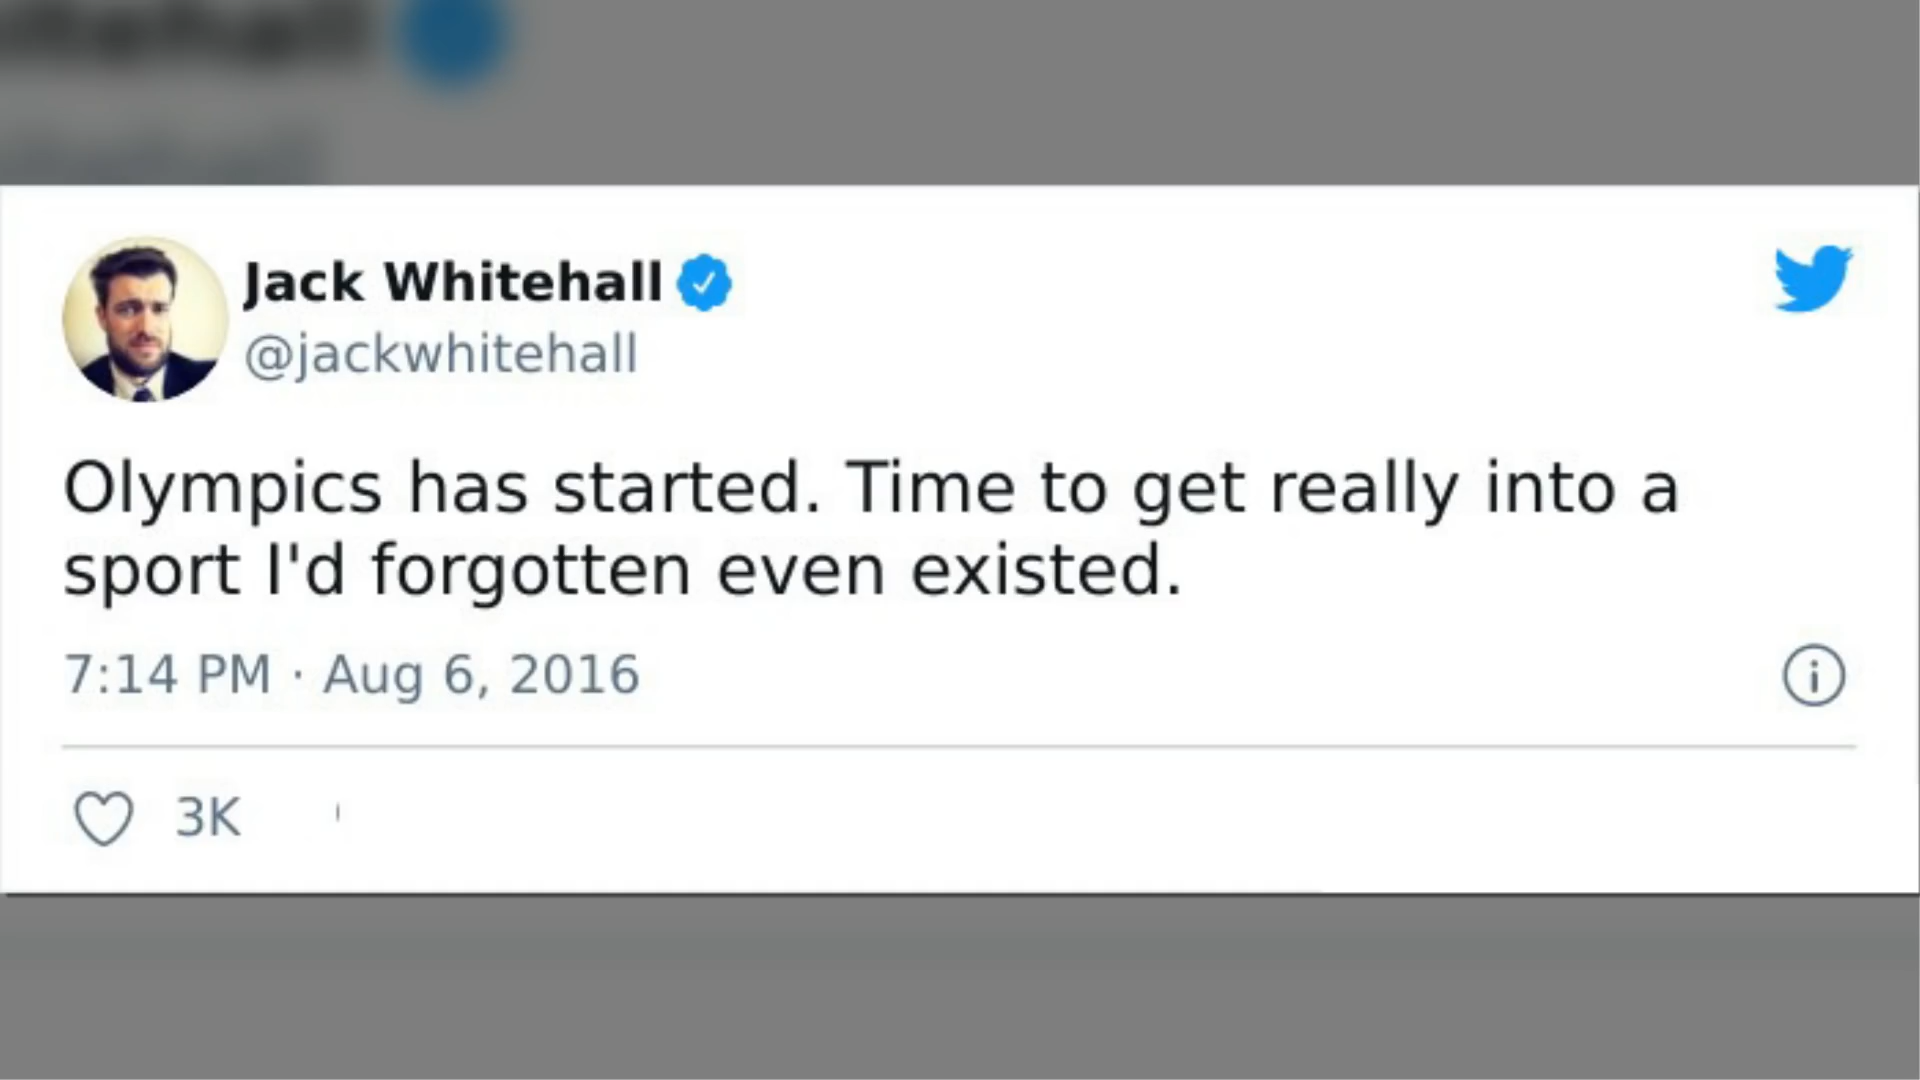 itehall
Jack Whitehall
@jackwhitehall
Olympics has started. Time to get really into a
sport I'd forgotten even existed.
7:14 PM · Aug 6, 2016
3K